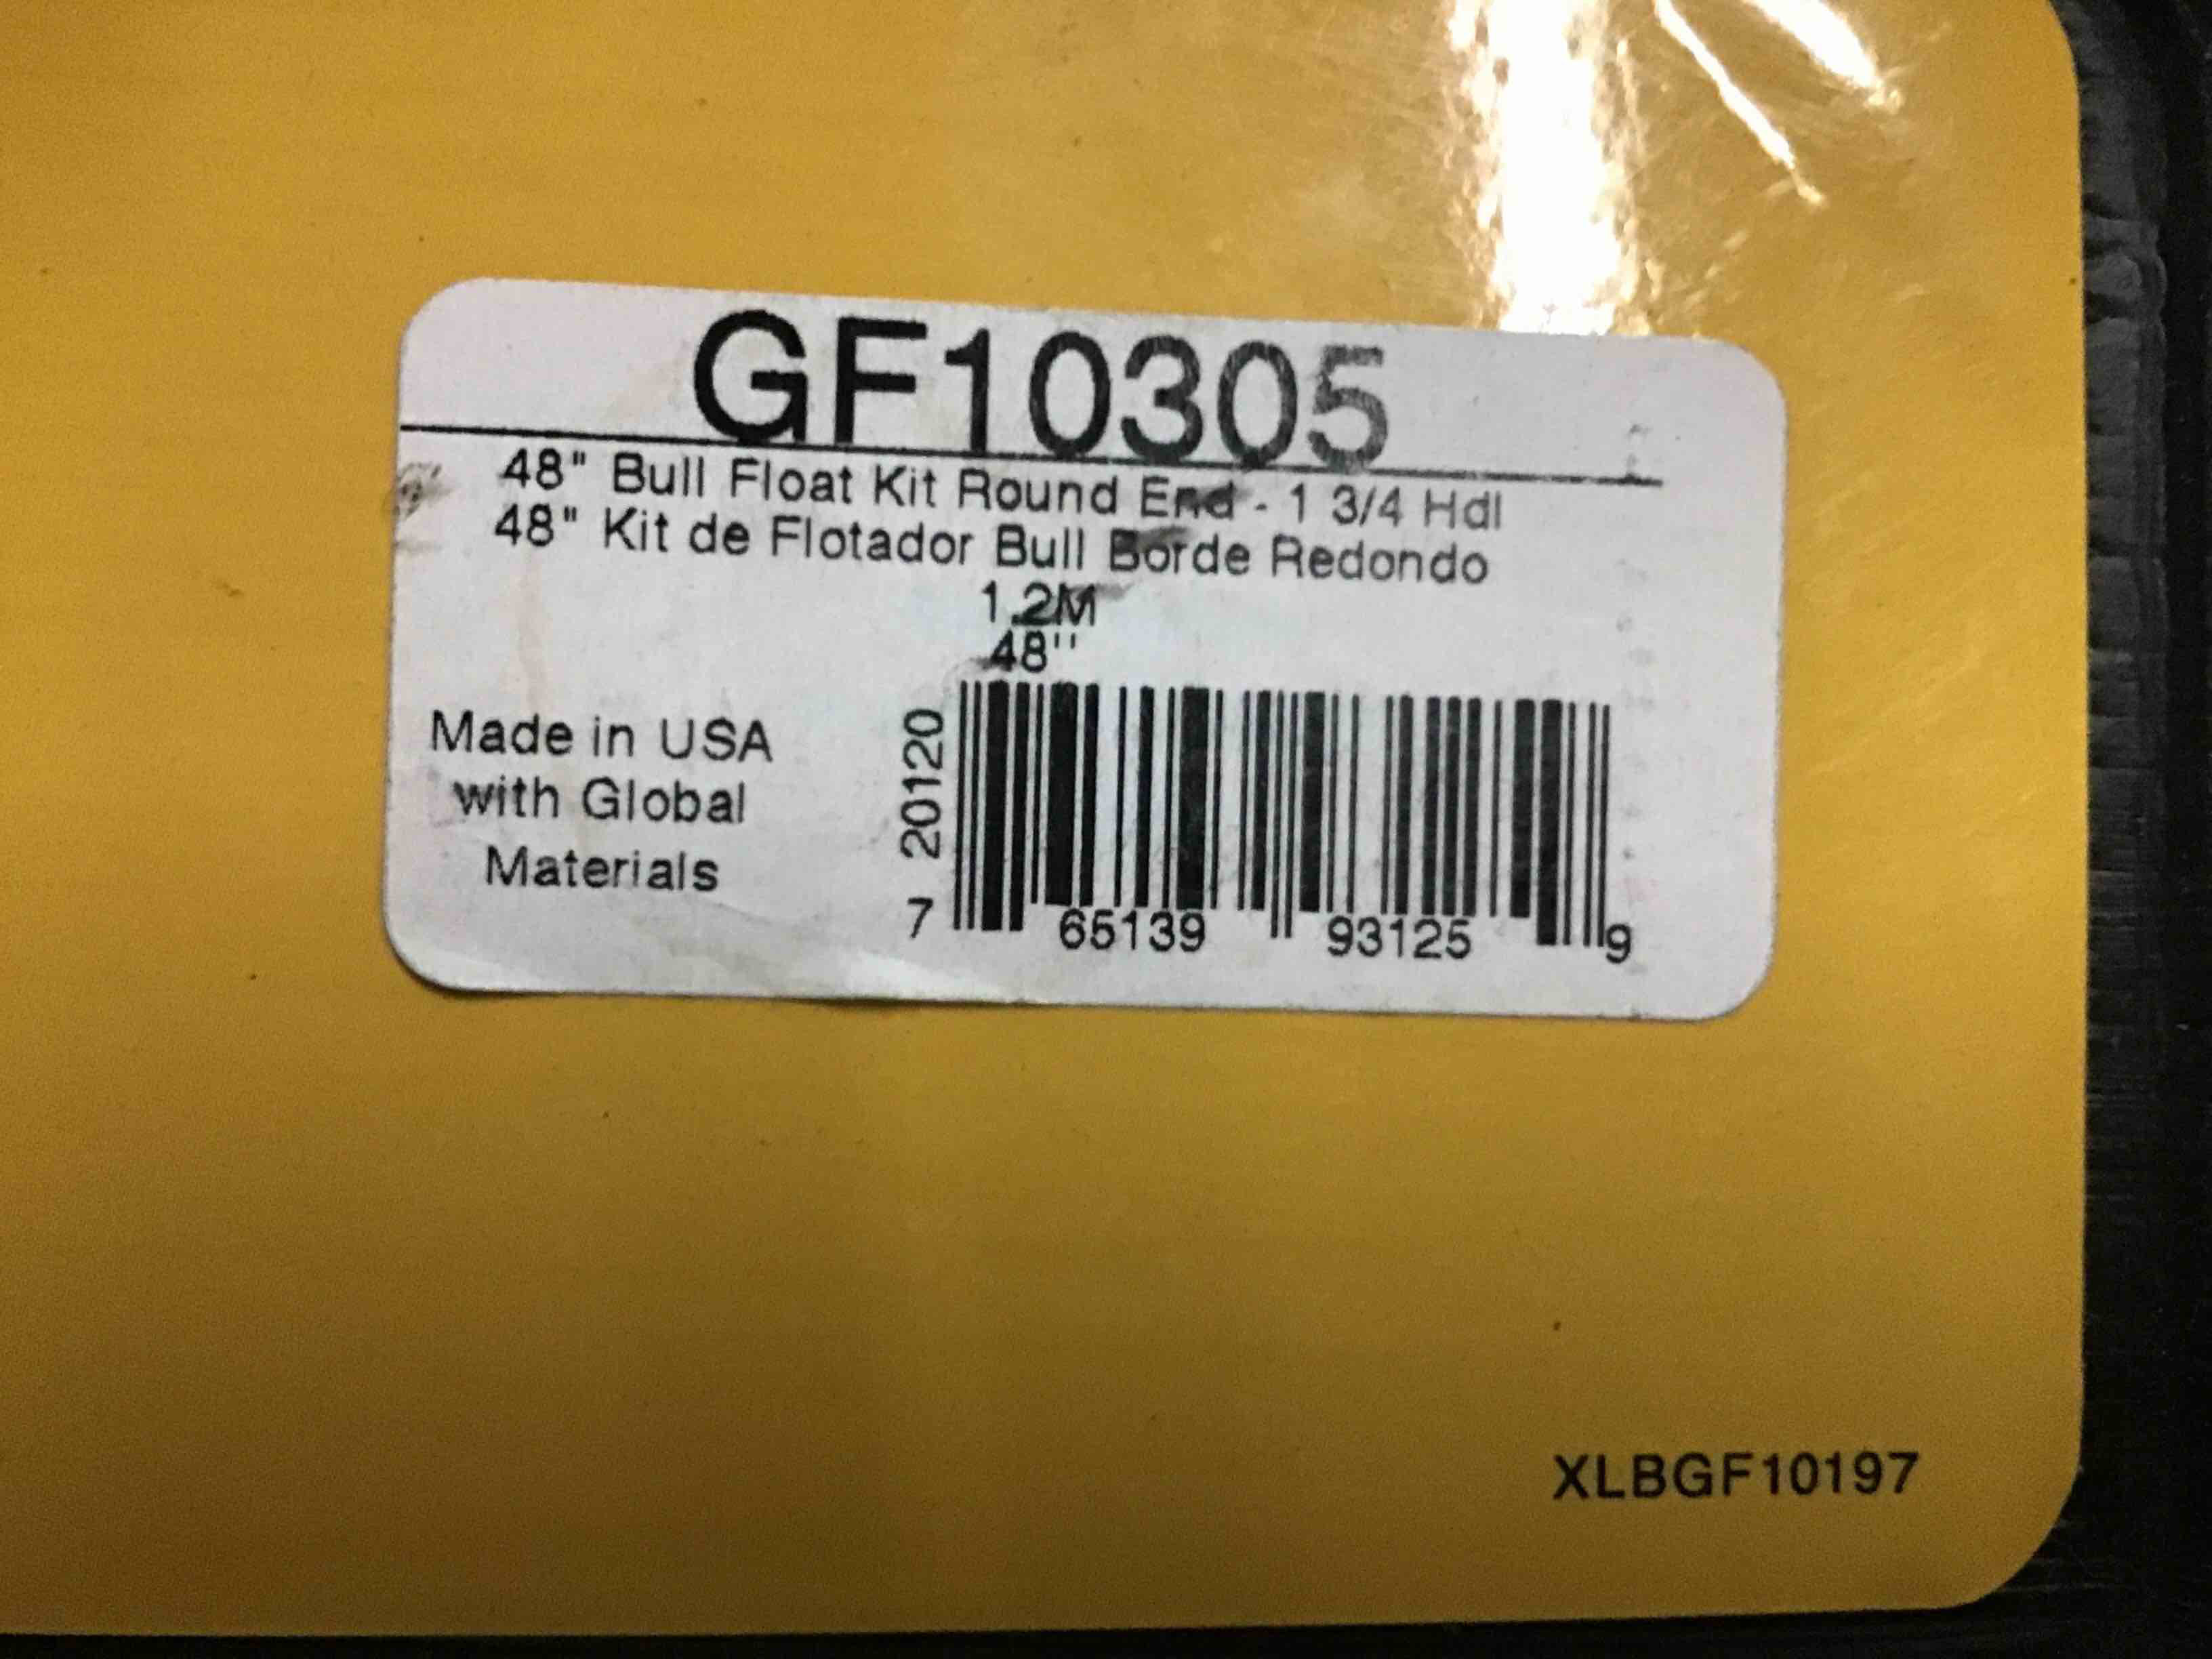 GF10305
48" Bull Float Kit Round End - 1 3/4 Hdl
48" Kit de Flotador Bull Borde Redondo
1.2M
48''
Made in USA
with Global
Materials
20120
7 65139 93125 9
XLBGF10197